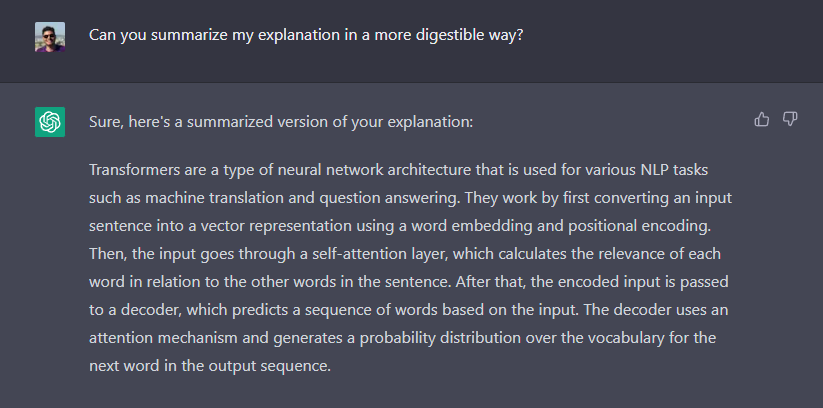 Can you summarize my explanation in a more digestible way?
Sure, here's a summarized version of your explanation:
Transformers are a type of neural network architecture that is used for various NLP tasks
such as machine translation and question answering. They work by first converting an input
sentence into a vector representation using a word embedding and positional encoding.
Then, the input goes through a self-attention layer, which calculates the relevance of each
word in relation to the other words in the sentence. After that, the encoded input is passed
to a decoder, which predicts a sequence of words based on the input. The decoder uses an
attention mechanism and generates a probability distribution over the vocabulary for the
next word in the output sequence.